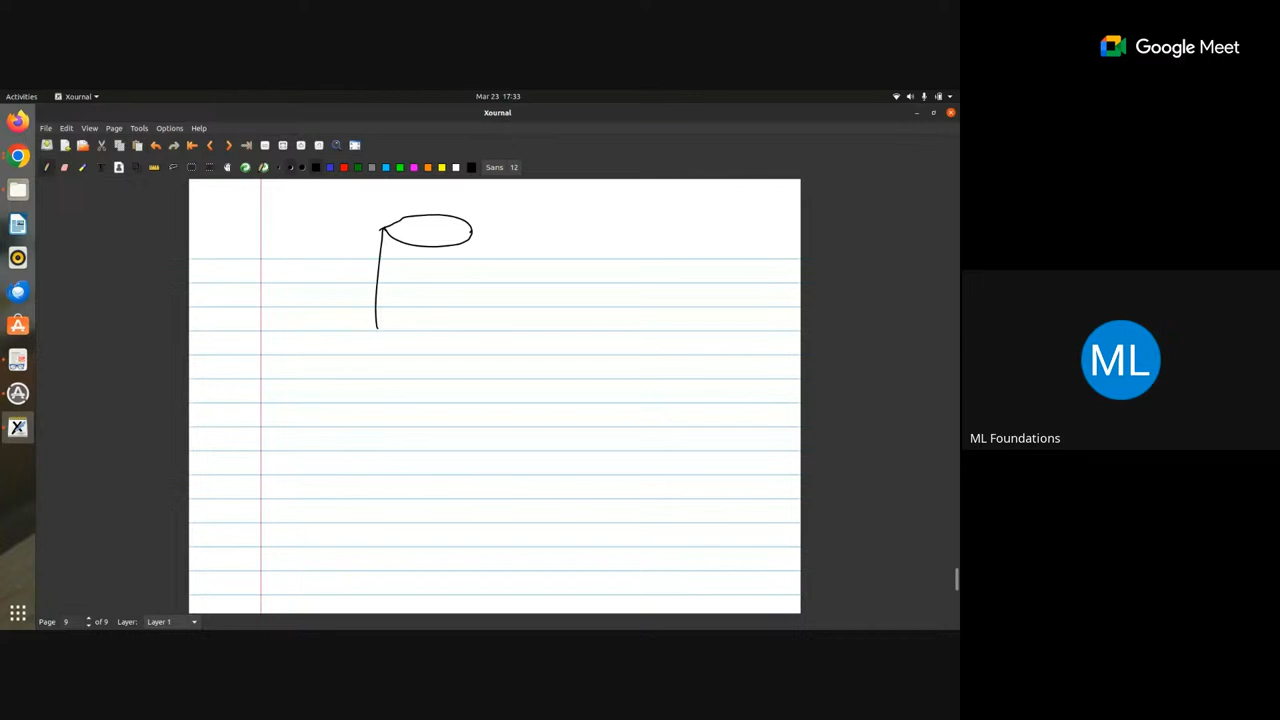 Google Meet
Activities
Xournal
Mar 23 17:33
Xournal
File Edit View Page Tools Options Help
Sans 12
ML
ML Foundations
Page 9 of 9 Layer: Layer 1